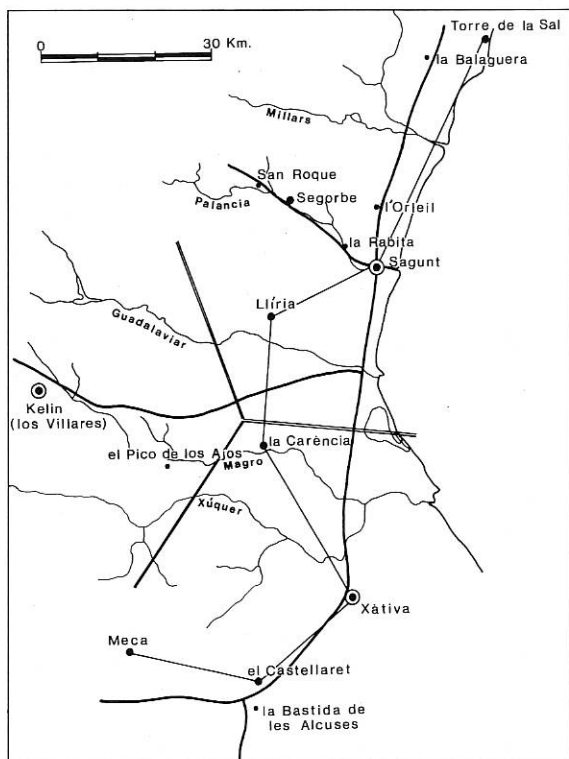 0
30 Km.
Torre de la Sal
la Balaguera
Millars
San Roque
Segorbe
Palancia
l'Orleil
la Rabita
Sagunt
Llíria
Guadalaviar
Kelin
(los Villares)
la Carència
el Pico de los Ajos
Magro
Xúquer
Xàtiva
Meca
el Castellaret
la Bastida de
les Alcuses